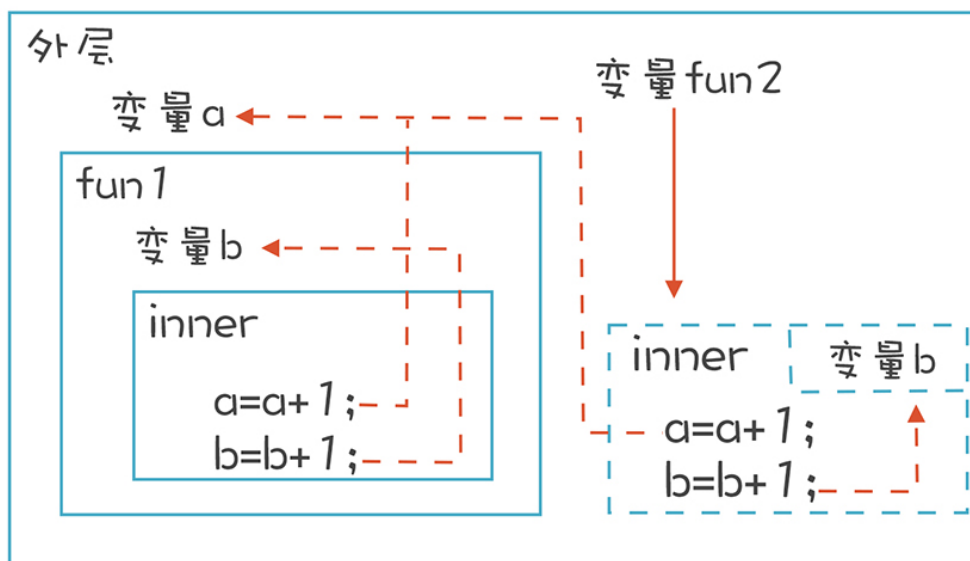 外层
变量fun2
变量a
fun1
变量b
inner
a=a+1;
b=b+1;
inner
变量b
a=a+1;
b=b+1;